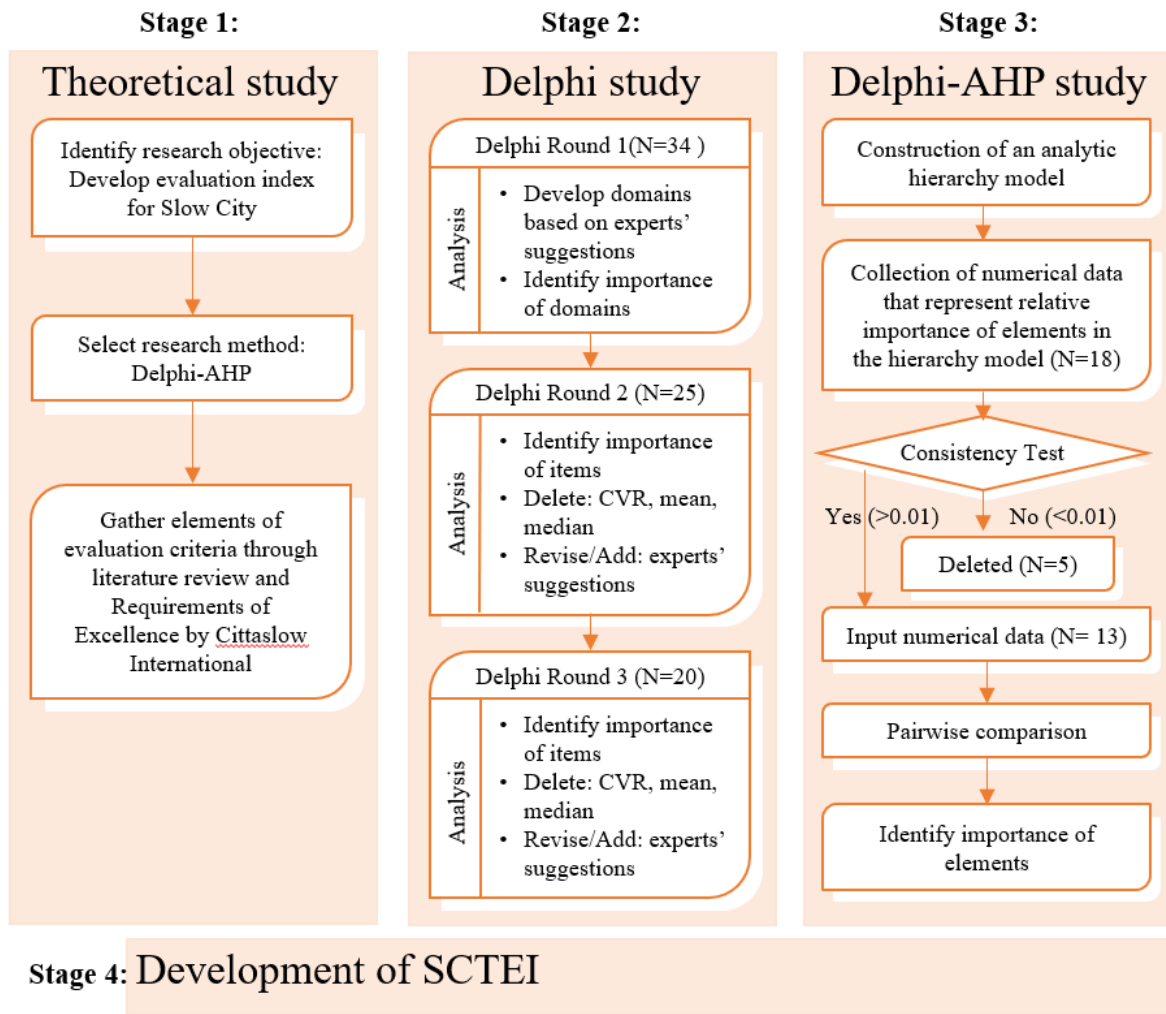 Stage 1:
Theoretical study
Identify research objective:
Develop evaluation index
for Slow City
Select research method:
Delphi-AHP
Gather elements of
evaluation criteria through
literature review and
Requirements of
Excellence by Cittaslow
International
Stage 2:
Delphi study
Delphi Round 1(N=34 )
Analysis
• Develop domains
based on experts’
suggestions
• Identify importance
of domains
Delphi Round 2 (N=25)
Analysis
• Identify importance
of items
• Delete: CVR, mean,
median
• Revise/Add: experts’
suggestions
Delphi Round 3 (N=20)
Analysis
• Identify importance
of items
• Delete: CVR, mean,
median
• Revise/Add: experts’
suggestions
Stage 3:
Delphi-AHP study
Construction of an analytic
hierarchy model
Collection of numerical data
that represent relative
importance of elements in
the hierarchy model (N=18)
Consistency Test
Yes (>0.01)
No (<0.01)
Deleted (N=5)
Input numerical data (N= 13)
Pairwise comparison
Identify importance of
elements
Stage 4: Development of SCTEI